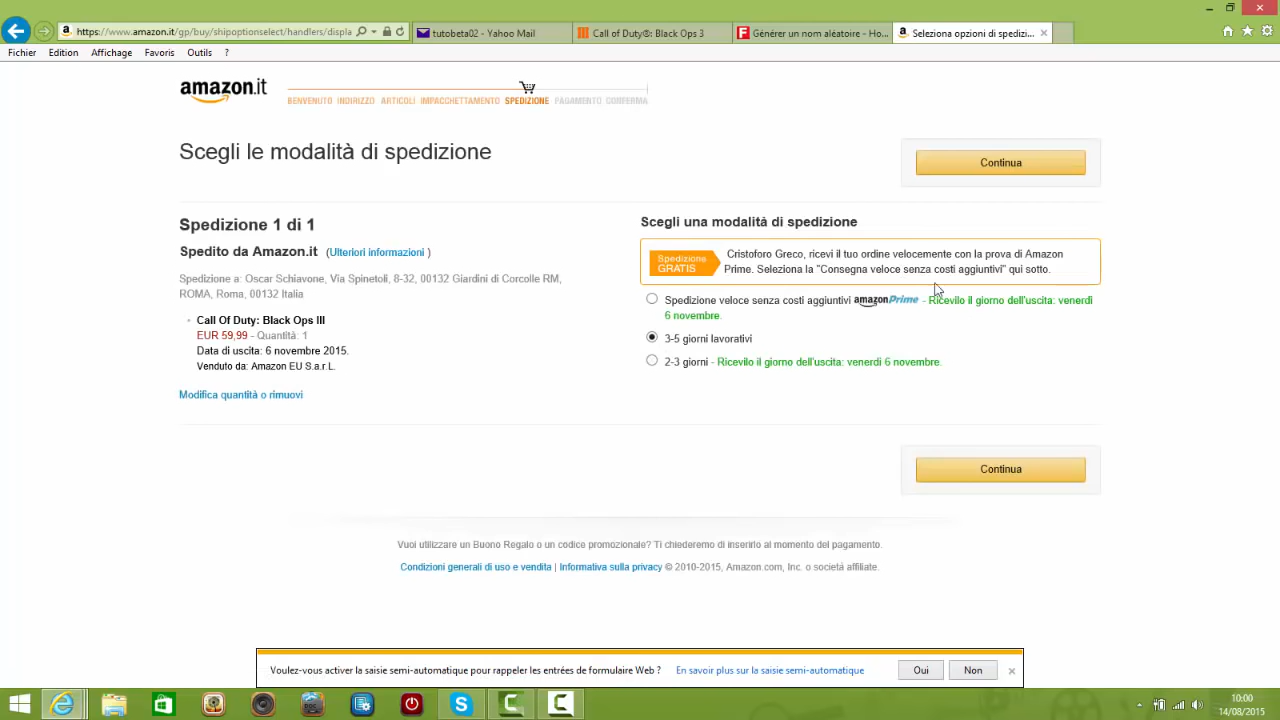 https://www.amazon.it/gp/buy/shipoptionselect/handlers/displa
tutobeta02 - Yahoo Mail
Call of Duty®: Black Ops 3
Générer un nom aléatoire - Ho...
Seleziona opzioni di spedizi...
Fichier Edition Affichage Favoris Outils ?
amazon.it
BENVENUTO INDIRIZZO ARTICOLI IMPACCHETTAMENTO SPEDIZIONE PAGAMENTO CONFERMA
Scegli le modalità di spedizione
Continua
Spedizione 1 di 1
Spedito da Amazon.it (Ulteriori informazioni )
Spedizione a: Oscar Schiavone, Via Spinetoli, 8-32, 00132 Giardini di Corcolle RM,
ROMA, Roma, 00132 Italia
Call Of Duty: Black Ops III
EUR 59,99 - Quantità: 1
Data di uscita: 6 novembre 2015.
Venduto da: Amazon EU S.a.r.L.
Modifica quantità o rimuovi
Scegli una modalità di spedizione
Spedizione
GRATIS
Cristoforo Greco, ricevi il tuo ordine velocemente con la prova di Amazon
Prime. Seleziona la "Consegna veloce senza costi aggiuntivi" qui sotto.
Spedizione veloce senza costi aggiuntivi amazonPrime - Ricevilo il giorno dell'uscita: venerdì
6 novembre.
3-5 giorni lavorativi
2-3 giorni - Ricevilo il giorno dell'uscita: venerdì 6 novembre.
Continua
Vuoi utilizzare un Buono Regalo o un codice promozionale? Ti chiederemo di inserirlo al momento del pagamento.
Condizioni generali di uso e vendita | Informativa sulla privacy © 2010-2015, Amazon.com, Inc. o società affiliate.
Voulez-vous activer la saisie semi-automatique pour rappeler les entrées de formulaire Web ?
En savoir plus sur la saisie semi-automatique
Oui
Non
10:00
14/08/2015